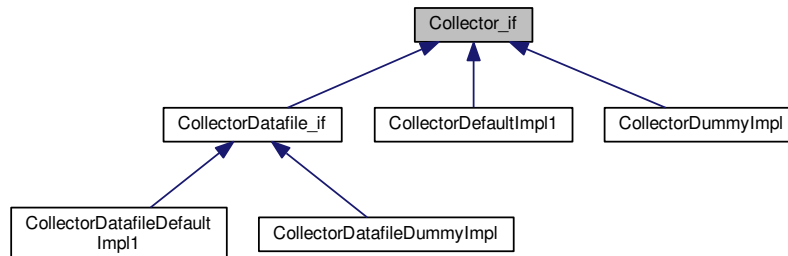 Collector_if
CollectorDatafile_if
CollectorDefaultImpl1
CollectorDummyImpl
CollectorDatafileDefault
Impl1
CollectorDatafileDummyImpl